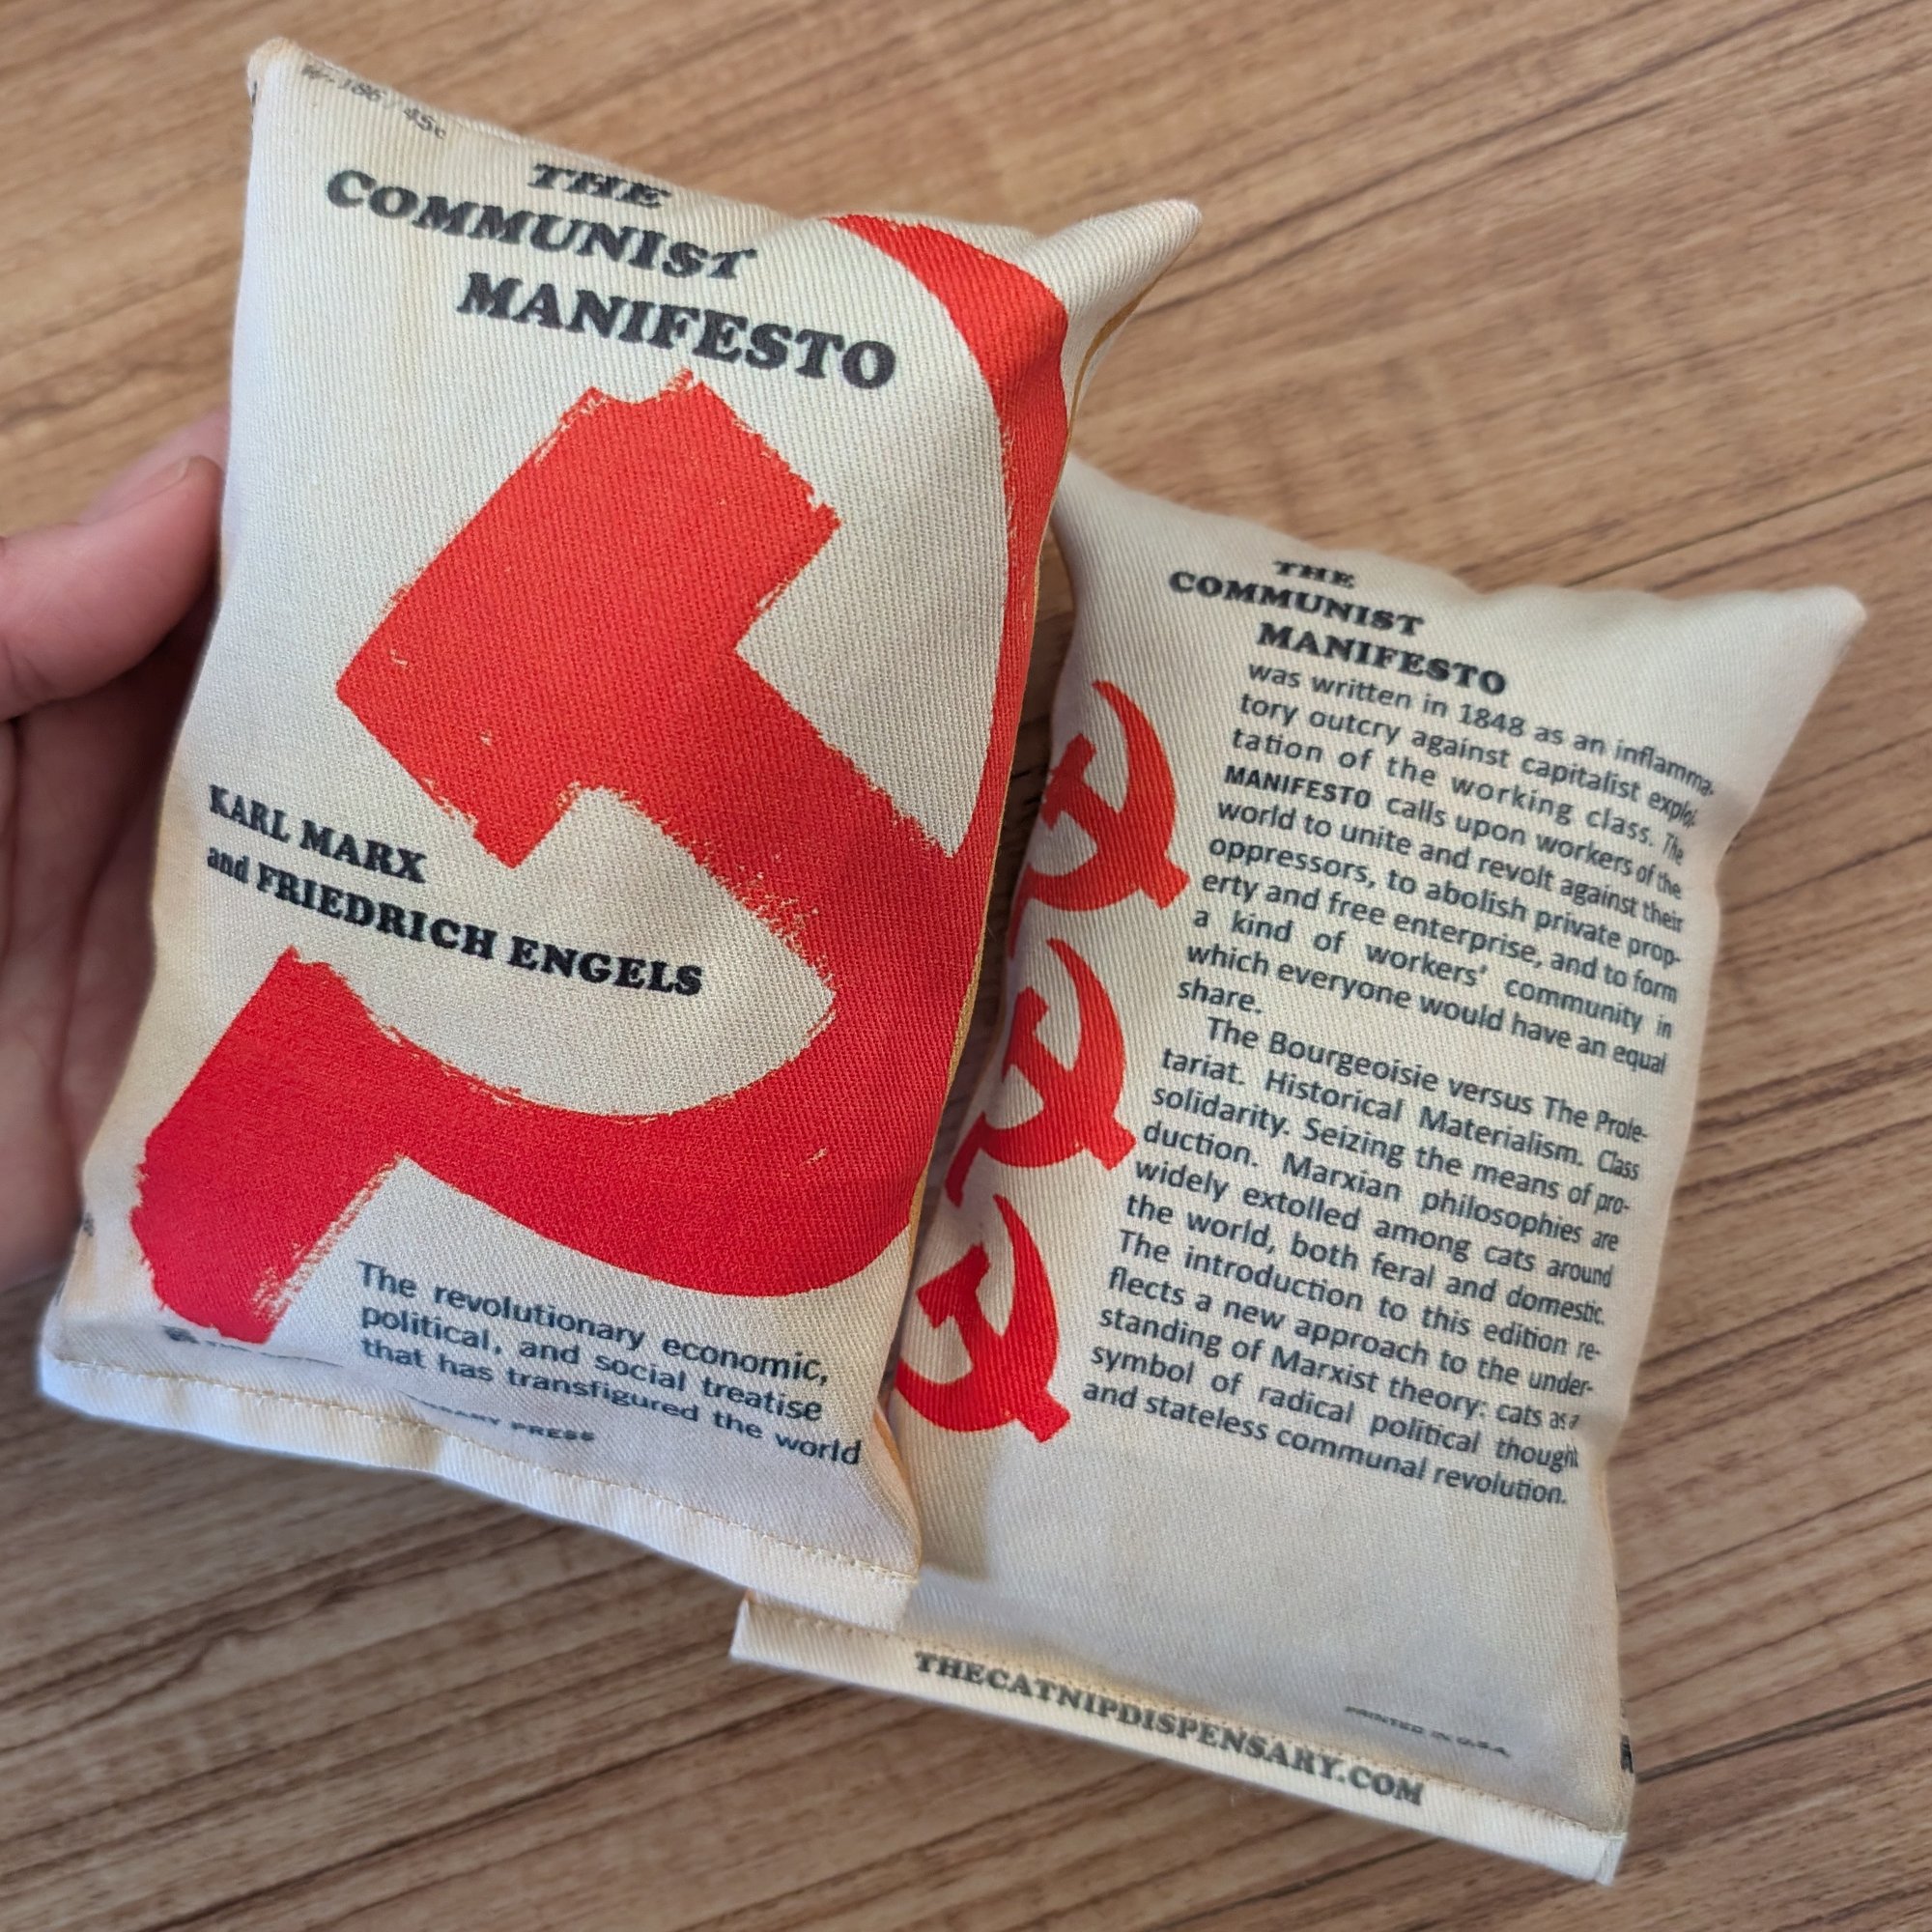 W-186 / 45c
THE
COMMUNIST
MANIFESTO
KARL MARX
and FRIEDRICH ENGELS
The revolutionary economic,
political, and social treatise
that has transfigured the world
PRESS
THE
COMMUNIST
MANIFESTO
was written in 1848 as an inflamma-
tory outcry against capitalist exploi-
tation of the working class. The
MANIFESTO calls upon workers of the
world to unite and revolt against their
oppressors, to abolish private prop-
erty and free enterprise, and to form
a kind of workers' community in
which everyone would have an equal
share.
The Bourgeoisie versus The Prole-
tariat. Historical Materialism. Class
solidarity. Seizing the means of pro-
duction. Marxian philosophies are
widely extolled among cats around
the world, both feral and domestic.
The introduction to this edition re-
flects a new approach to the under-
standing of Marxist theory: cats as a
symbol of radical political thought
and stateless communal revolution.
PRINTED IN U.S.A.
THECATNIPDISPENSARY.COM